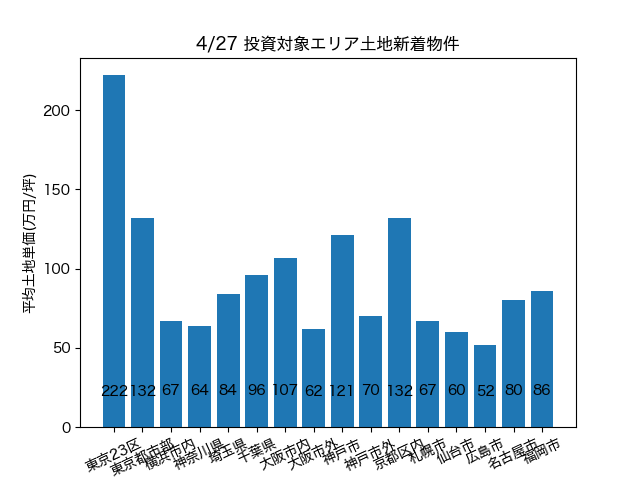 4/27 投資対象エリア土地新着物件
平均土地単価(万円/坪)
200
150
100
50
0
222 132 67 64 84 96 107 62 121 70 132 67 60 52 80 86
東京23区 東京都市部 横浜市内 神奈川県 埼玉県 千葉県 大阪市内 大阪市外 神戸市 神戸市外 京都区内 札幌市 仙台市 広島市 名古屋市 福岡市